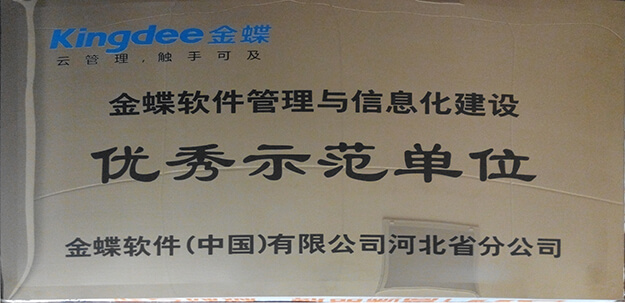 Kingdee金蝶
云管理,触手可及
金蝶软件管理与信息化建设
优秀示范单位
金蝶软件(中国)有限公司河北省分公司